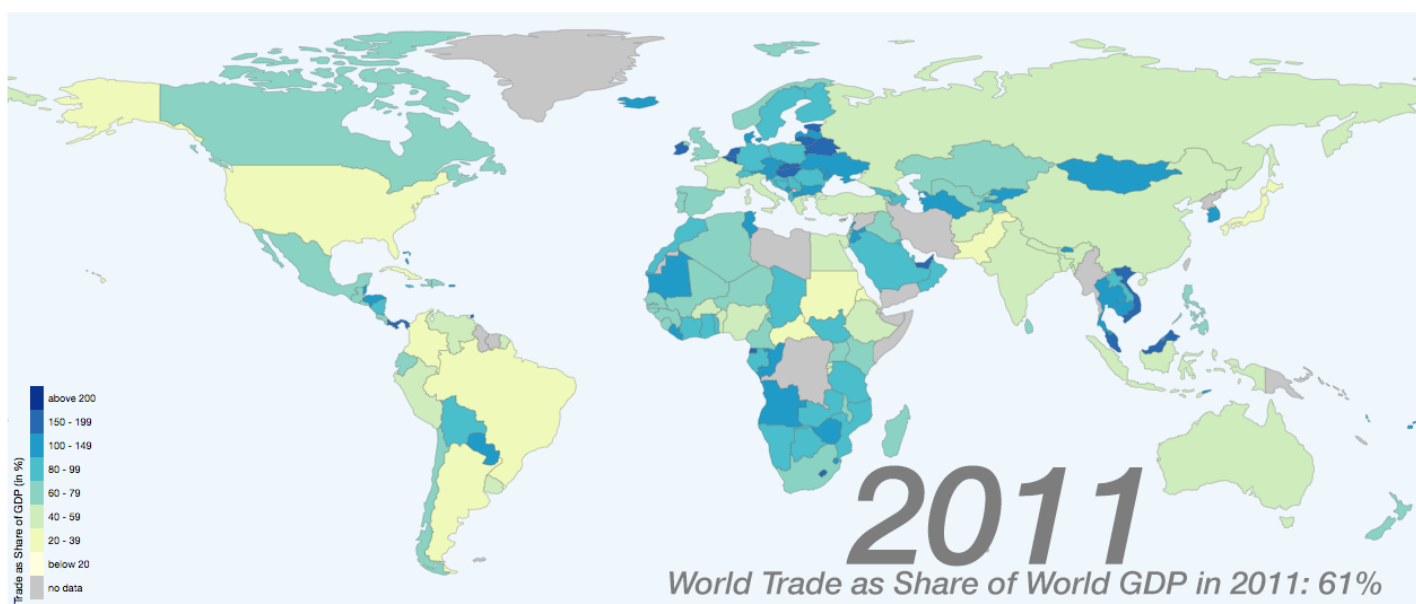 above 200
150 - 199
100 - 149
80 - 99
60 - 79
40 - 59
20 - 39
below 20
no data
Trade as Share of GDP (in %)
2011
World Trade as Share of World GDP in 2011: 61%